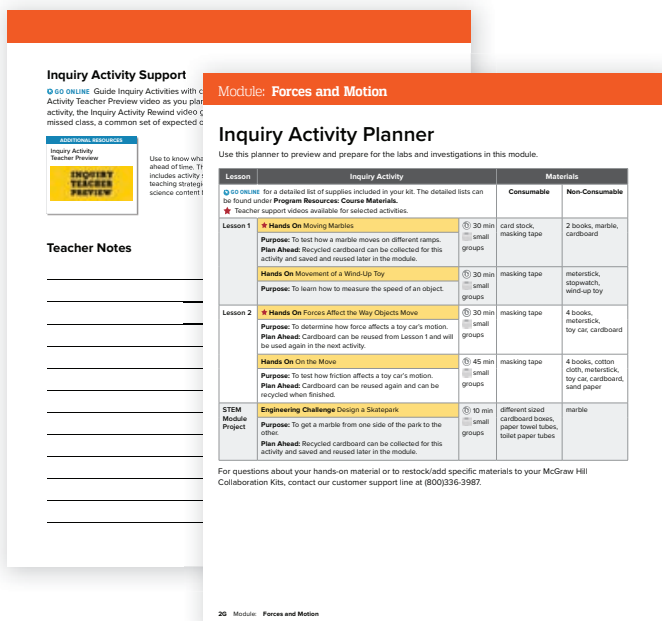 Inquiry Activity Support
GO ONLINE Guide Inquiry Activities with
Activity Teacher Preview video as you plan
activity, the Inquiry Activity Rewind video
missed class, a common set of expected
ADDITIONAL RESOURCES
Inquiry Activity
Teacher Preview
INQUIRY
TEACHER
PREVIEW
Use to know
ahead of time.
includes activity
teaching
science content
Teacher Notes
Module: Forces and Motion
Inquiry Activity Planner
Use this planner to preview and prepare for the labs and investigations in this module.
Lesson Inquiry Activity Materials
GO ONLINE for a detailed list of supplies included in your kit. The detailed lists can
be found under Program Resources: Course Materials.
Teacher support videos available for selected activities.
Consumable Non-Consumable
Lesson 1
Hands On Moving Marbles
Purpose: To test how a marble moves on different ramps.
Plan Ahead: Recycled cardboard can be collected for this
activity and saved and reused later in the module.
30 min
small
groups
card stock,
masking tape
2 books, marble,
cardboard
Hands On Movement of a Wind-Up Toy
Purpose: To learn how to measure the speed of an object.
30 min
small
groups
masking tape
meterstick,
stopwatch,
wind-up toy
Lesson 2
Hands On Forces Affect the Way Objects Move
Purpose: To determine how force affects a toy car's motion.
Plan Ahead: Cardboard can be reused from Lesson 1 and will
be used again in the next activity.
30 min
small
groups
masking tape
4 books,
meterstick,
toy car, cardboard
Hands On On the Move
Purpose: To test how friction affects a toy car's motion.
Plan Ahead: Cardboard can be reused again and can be
recycled when finished.
45 min
small
groups
masking tape
4 books, cotton
cloth, meterstick,
toy car, cardboard,
sand paper
STEM
Module
Project
Engineering Challenge Design a Skatepark
Purpose: To get a marble from one side of the park to the
other.
Plan Ahead: Recycled cardboard can be collected for this
activity and saved and reused later in the module.
10 min
small
groups
different sized
cardboard boxes,
paper towel tubes,
toilet paper tubes
marble
For questions about your hands-on material or to restock/add specific materials to your McGraw Hill
Collaboration Kits, contact our customer support line at (800)336-3987.
2G Module: Forces and Motion